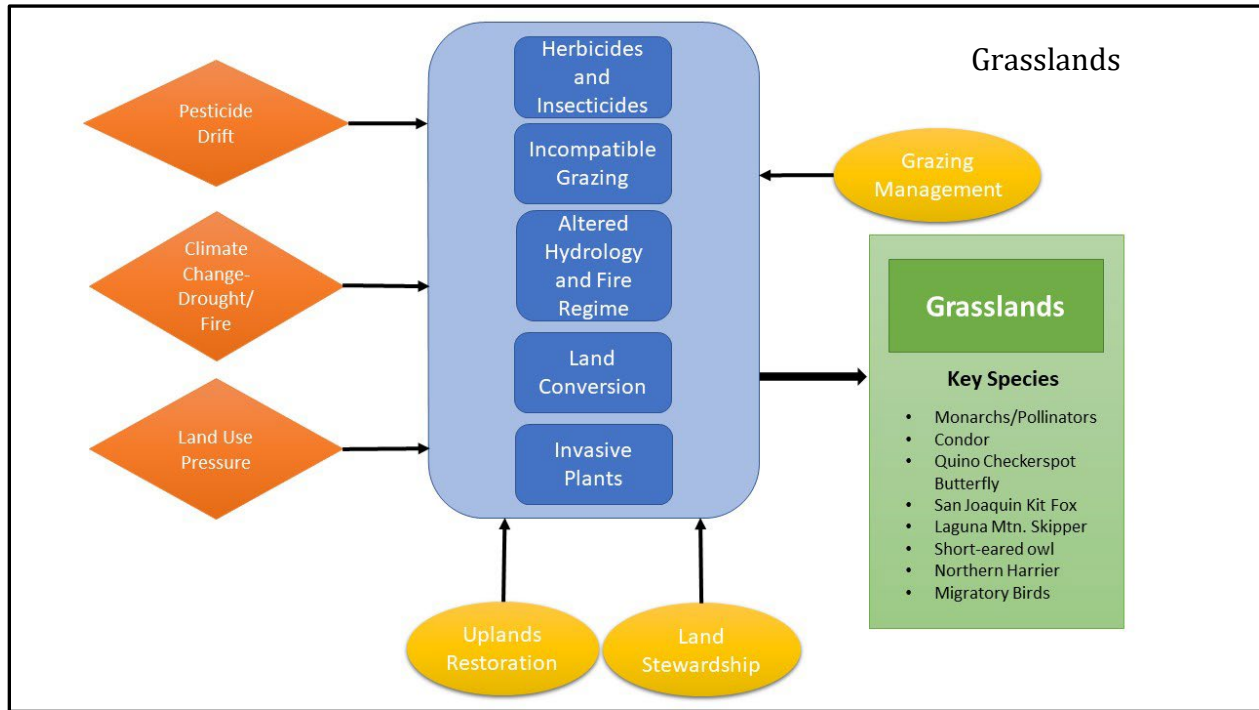 Grasslands
Pesticide
Drift
Climate
Change-
Drought/
Fire
Land Use
Pressure
Herbicides
and
Insecticides
Incompatible
Grazing
Altered
Hydrology
and Fire
Regime
Land
Conversion
Invasive
Plants
Grazing
Management
Grasslands
Key Species
• Monarchs/Pollinators
• Condor
• Quino Checkerspot
Butterfly
• San Joaquin Kit Fox
• Laguna Mtn. Skipper
• Short-eared owl
• Northern Harrier
• Migratory Birds
Uplands
Restoration
Land
Stewardship